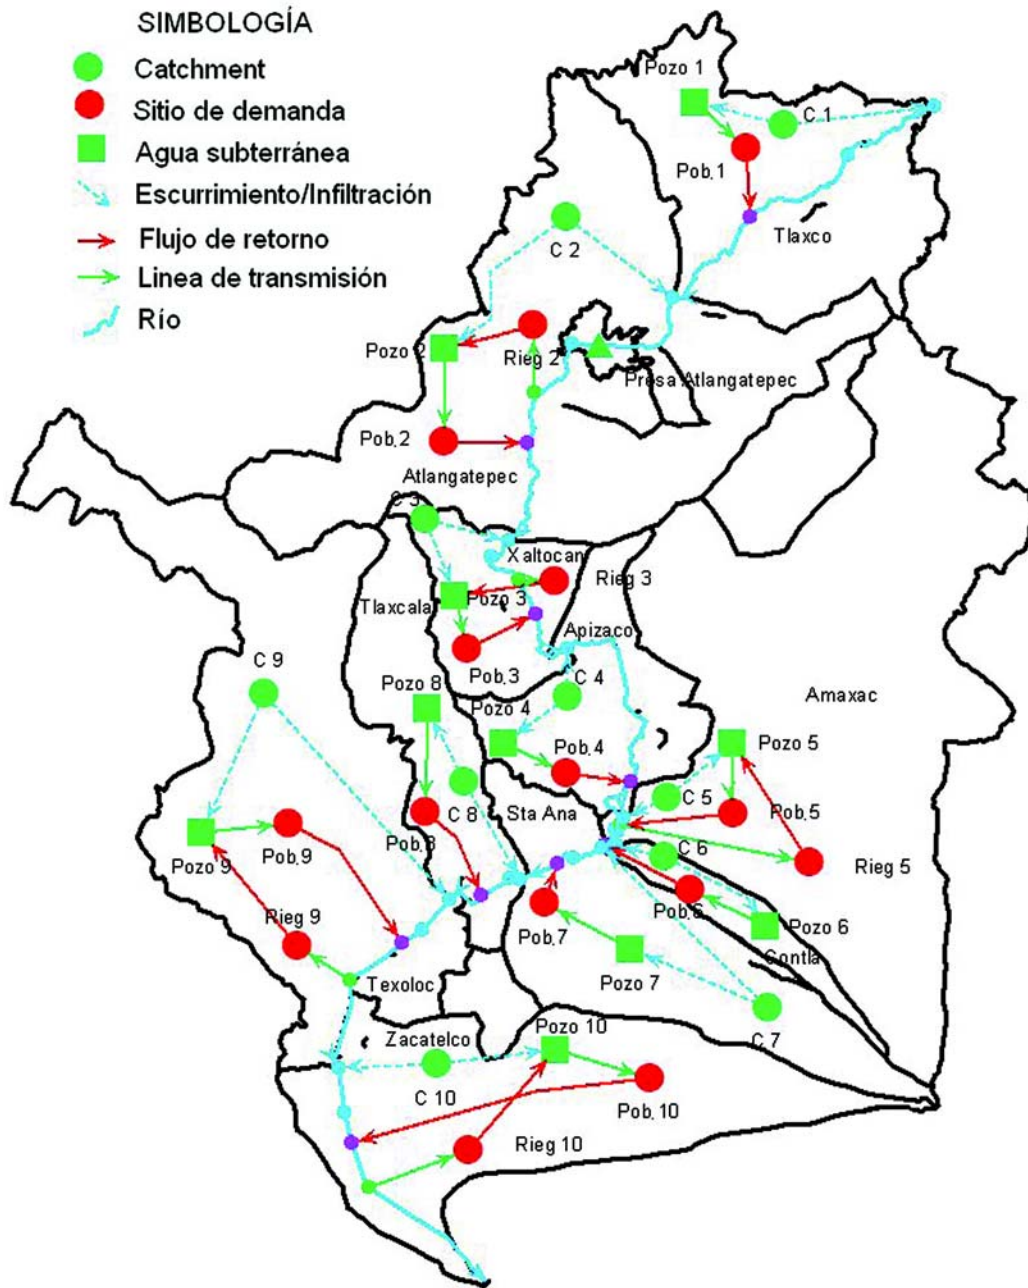 SIMBOLOGÍA
Catchment
Sitio de demanda
Agua subterránea
Escurrimiento/Infiltración
Flujo de retorno
Linea de transmisión
Río
Pozo 1
C 1
Pob.1
Tlaxco
C 2
Pozo 2
Rieg 2
Presa Atlangatepec
Pob.2
Atlangatepec
C 3
Xaltocan
Rieg 3
Tlaxcala
Pozo 3
Apizaco
Pob.3
C 9
Pozo 8
C 4
Pozo 4
Amaxac
Pob.4
Pozo 5
C 5
Sta Ana
Pob.5
C 8
Pob.8
C 6
Pozo 9
Pob.9
Rieg 5
Rieg 9
Pob.6
Pozo 6
Pob.7
Contla
Texoloc
Pozo 7
C 7
Zacatelco
Pozo 10
C 10
Pob.10
Rieg 10